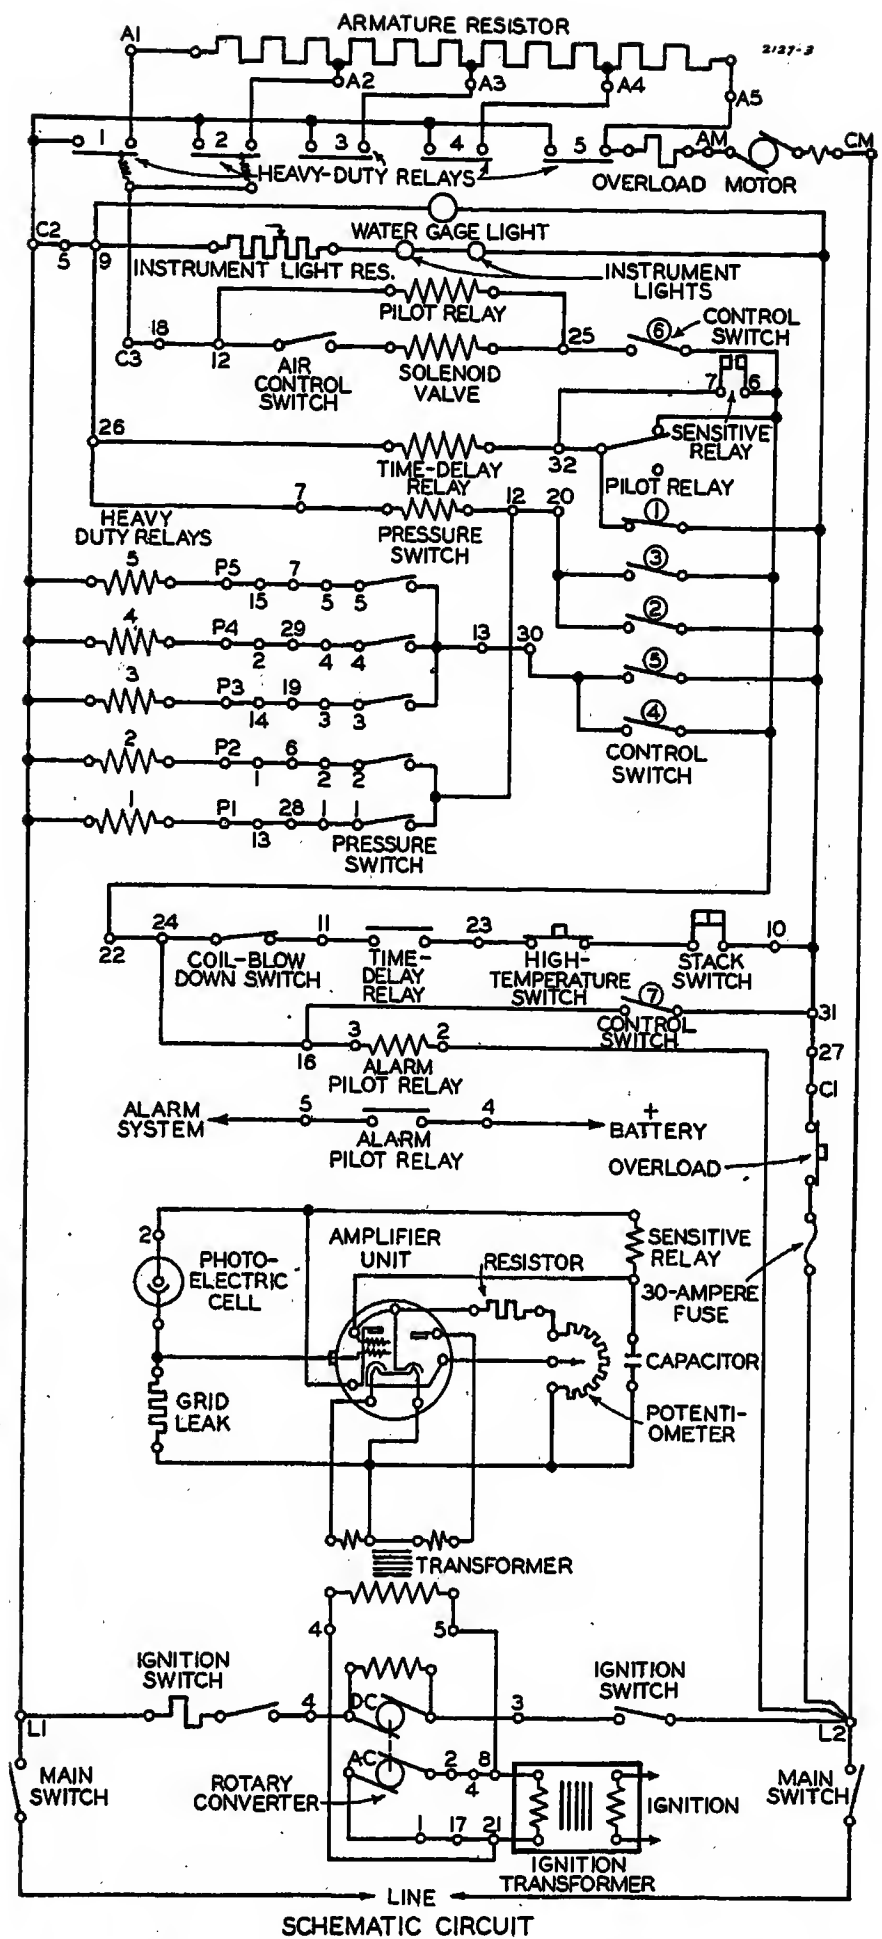 ARMATURE RESISTOR
A1
2127-3
A2
A3
A4
A5
1
2
3
4
5
AM
CM
HEAVY-DUTY RELAYS
OVERLOAD
MOTOR
C2
5
9
WATER GAGE LIGHT
INSTRUMENT LIGHT RES.
INSTRUMENT
LIGHTS
PILOT RELAY
C3
18
12
25
6
CONTROL
SWITCH
AIR
CONTROL
SWITCH
SOLENOID
VALVE
7
6
SENSITIVE
RELAY
26
32
TIME-DELAY
RELAY
PILOT RELAY
7
12
20
1
HEAVY
DUTY RELAYS
PRESSURE
SWITCH
5
P5
15
7
5
5
3
4
P4
2
29
4
4
13
30
2
3
P3
14
19
3
3
5
2
P2
1
6
2
2
4
CONTROL
SWITCH
1
P1
13
28
1
1
PRESSURE
SWITCH
22
24
11
23
10
COIL-BLOW
DOWN SWITCH
TIME-
DELAY
RELAY
HIGH-
TEMPERATURE
SWITCH
STACK
SWITCH
7
CONTROL
SWITCH
31
16
3
2
27
ALARM
PILOT RELAY
C1
ALARM
SYSTEM
5
4
+
BATTERY
ALARM
PILOT RELAY
OVERLOAD
2
PHOTO-
ELECTRIC
CELL
AMPLIFIER
UNIT
RESISTOR
SENSITIVE
RELAY
30-AMPERE
FUSE
CAPACITOR
GRID
LEAK
POTENTI-
OMETER
TRANSFORMER
4
5
IGNITION
SWITCH
IGNITION
SWITCH
L1
4
DC
3
L2
MAIN
SWITCH
AC
2
4
8
ROTARY
CONVERTER
IGNITION
MAIN
SWITCH
1
17
21
IGNITION
TRANSFORMER
LINE
SCHEMATIC CIRCUIT